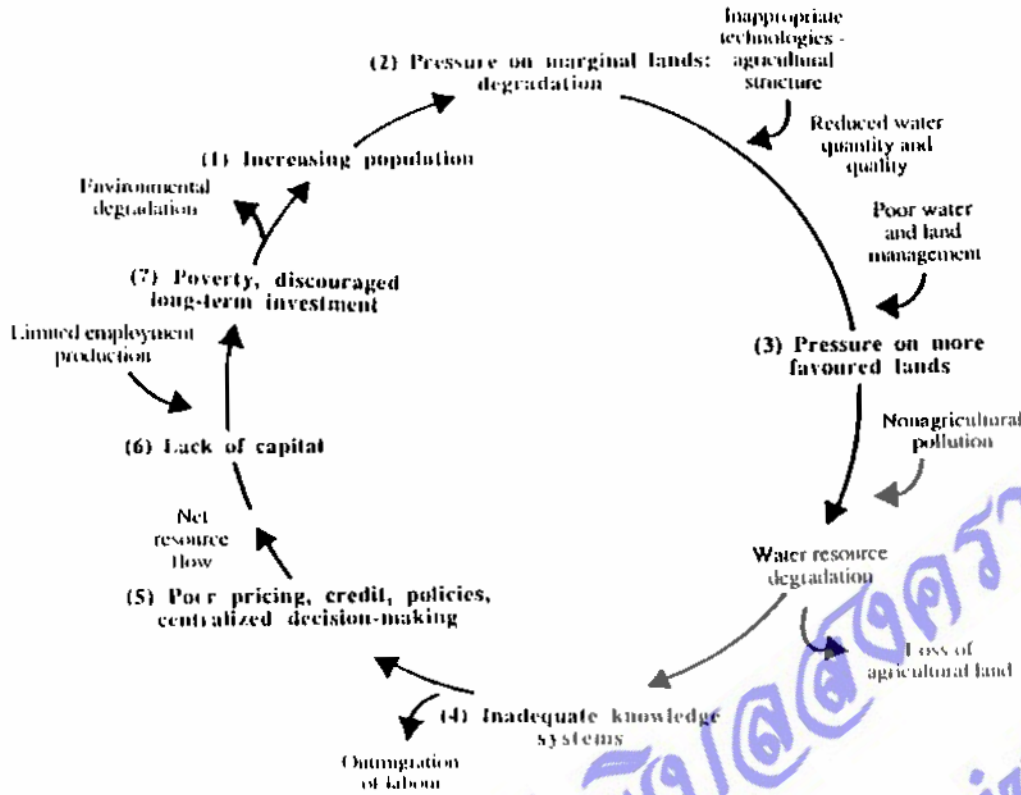 Inappropriate
technologies -
agricultural
structure
(2) Pressure on marginal lands:
degradation
Reduced water
quantity and
quality
(1) Increasing population
Environmental
degradation
Poor water
and land
management
(7) Poverty, discouraged
long-term investment
Limited employment
production
(3) Pressure on more
favoured lands
Nonagricultural
pollution
(6) Lack of capital
Net
resource
flow
Water resource
degradation
(5) Poor pricing, credit, policies,
centralized decision-making
Loss of
agricultural land
(4) Inadequate knowledge
systems
Outmigration
of labour